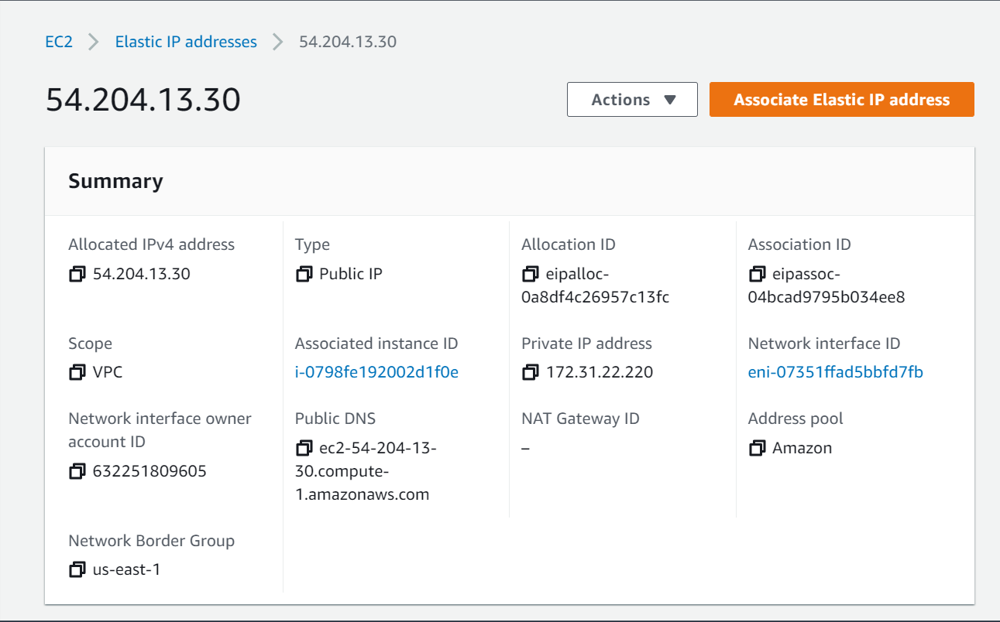 EC2 > Elastic IP addresses > 54.204.13.30
54.204.13.30
Actions ▼
Associate Elastic IP address
Summary
Allocated IPv4 address
54.204.13.30
Type
Public IP
Allocation ID
eipalloc-
0a8df4c26957c13fc
Association ID
eipassoc-
04bcad9795b034ee8
Scope
VPC
Associated instance ID
i-0798fe192002d1f0e
Private IP address
172.31.22.220
Network interface ID
eni-07351ffad5bbfd7fb
Network interface owner
account ID
632251809605
Public DNS
ec2-54-204-13-
30.compute-
1.amazonaws.com
NAT Gateway ID
–
Address pool
Amazon
Network Border Group
us-east-1